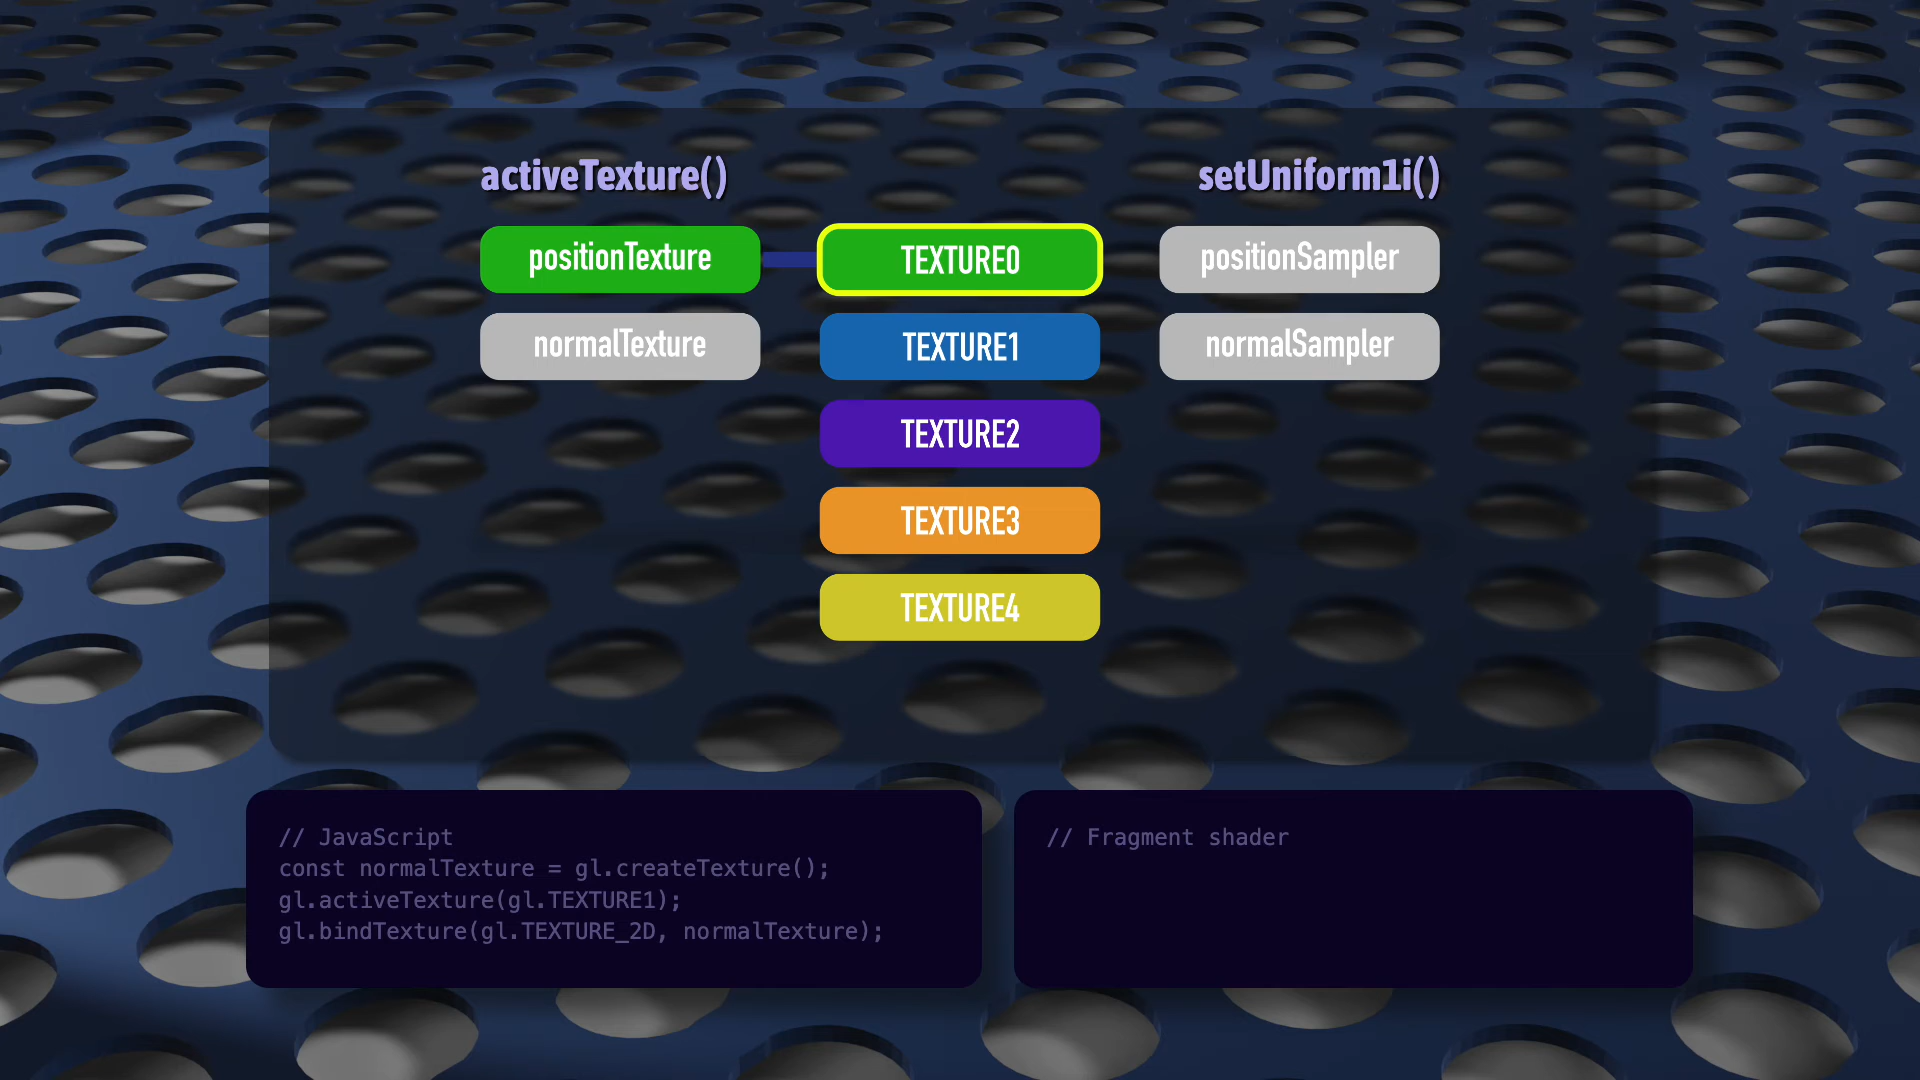 activeTexture()
setUniform1i()
positionTexture
TEXTURE0
positionSampler
normalTexture
TEXTURE1
normalSampler
TEXTURE2
TEXTURE3
TEXTURE4
// JavaScript
const normalTexture = gl.createTexture();
gl.activeTexture(gl.TEXTURE1);
gl.bindTexture(gl.TEXTURE_2D, normalTexture);
// Fragment shader